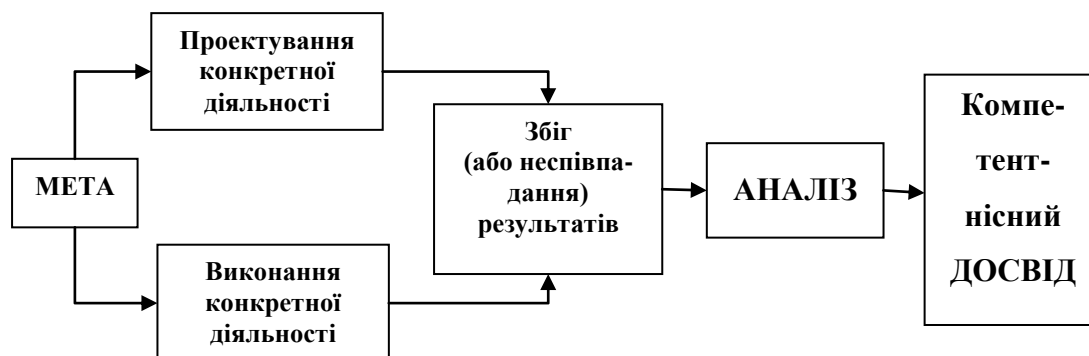 Проектування
конкретної
діяльності
МЕТА
Виконання
конкретної
діяльності
Збіг
(або неспівпа-
дання)
результатів
АНАЛІЗ
Компе-
тент-
нісний
ДОСВІД